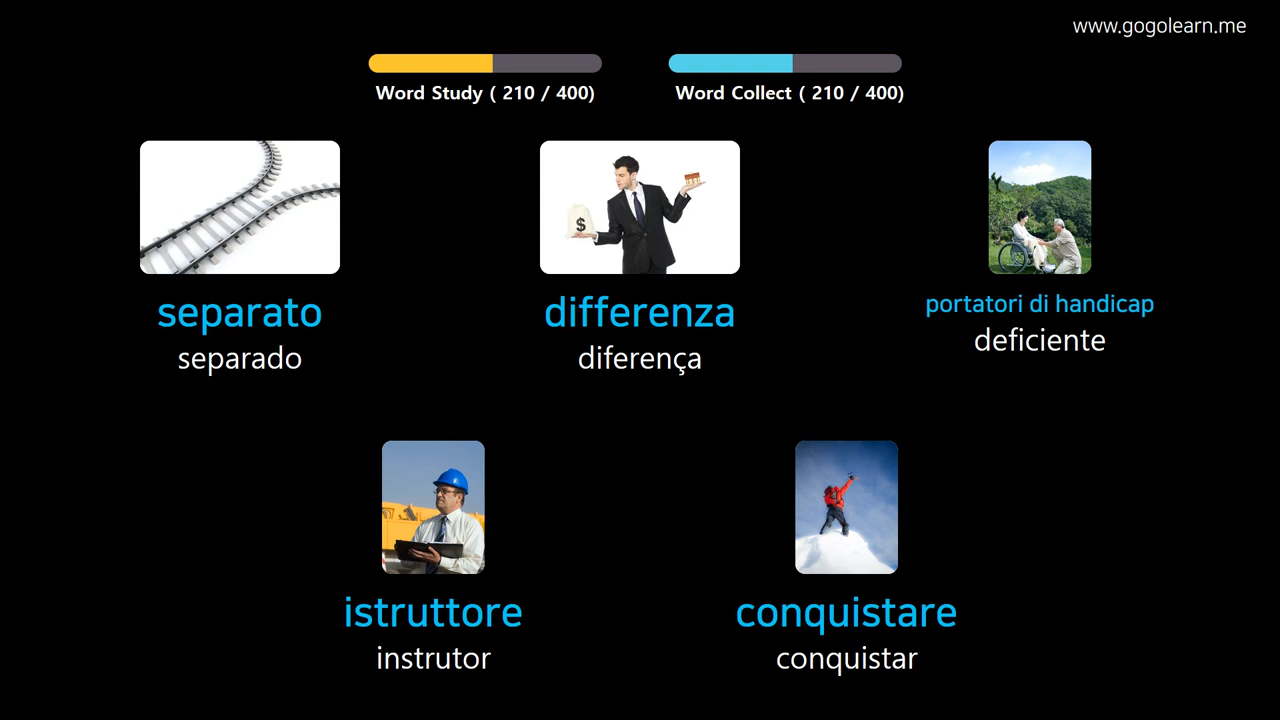 www.gogolearn.me
Word Study ( 210 / 400)
Word Collect ( 210 / 400)
$
separato
separado
differenza
diferença
portatori di handicap
deficiente
istruttore
instrutor
conquistare
conquistar